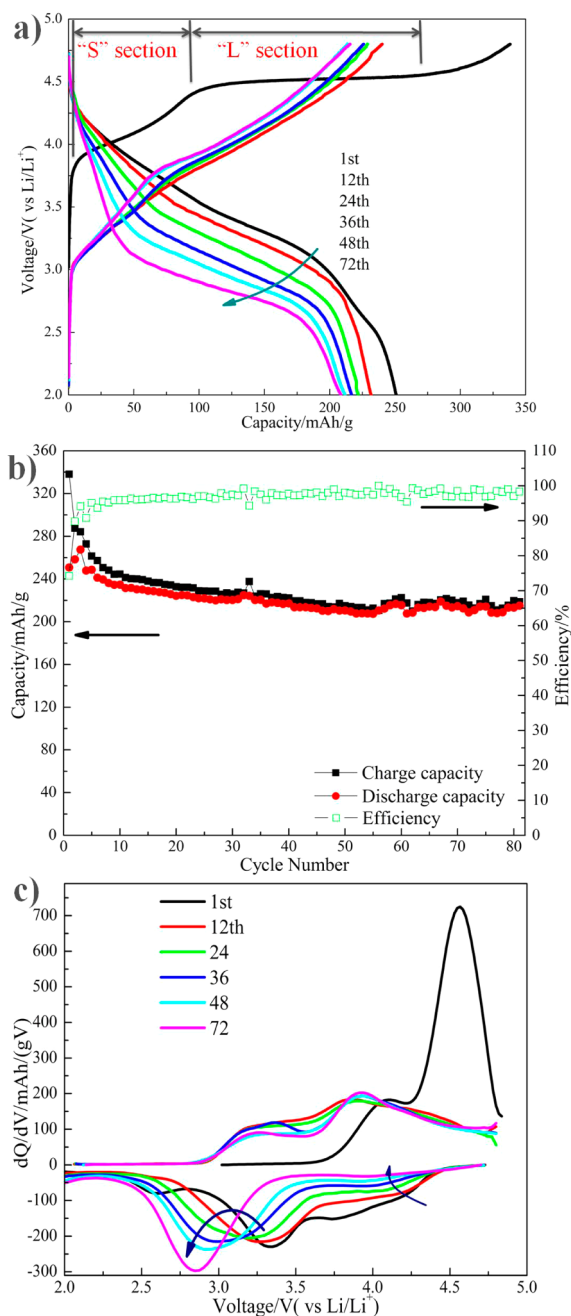 a)
5.0
"S" section
"L" section
4.5
4.0
3.5
3.0
2.5
2.0
Voltage/V( vs Li/Li+)
1st
12th
24th
36th
48th
72th
0 50 100 150 200 250 300 350
Capacity/mAh/g
b)
360
320
280
240
200
160
120
80
40
0
Capacity/mAh/g
110
100
90
80
70
60
50
40
30
20
10
0
Efficiency/%
Charge capacity
Discharge capacity
Efficiency
0 10 20 30 40 50 60 70 80
Cycle Number
c)
700
600
500
400
300
200
100
0
-100
-200
-300
dQ/dV/mAh/(gV)
1st
12th
24
36
48
72
2.0 2.5 3.0 3.5 4.0 4.5 5.0
Voltage/V( vs Li/Li+)